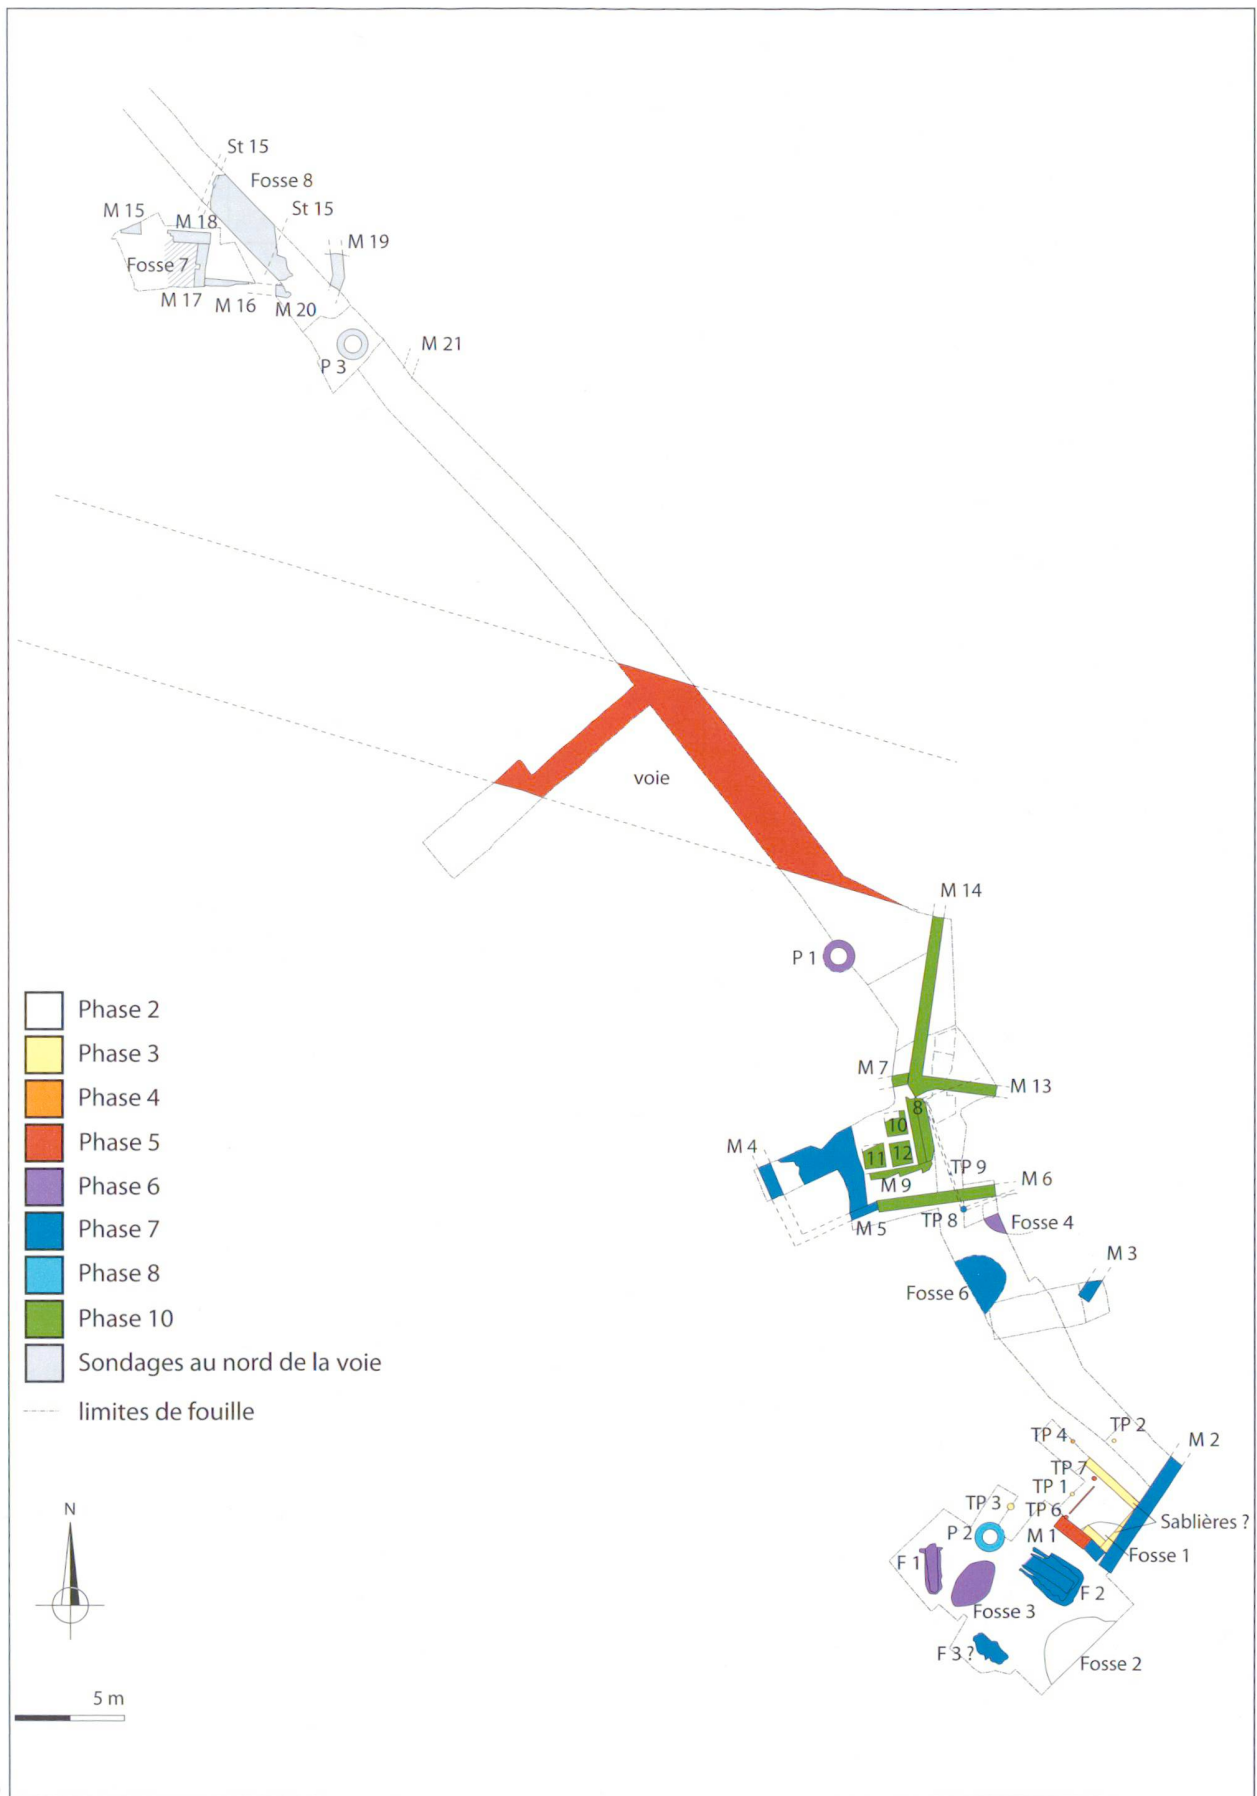 St 15
Fosse 8
St 15
M 15
M 18
M 19
Fosse 7
M 17
M 16
M 20
P 3
M 21
voie
M 14
P 1
M 7
M 13
8
10
M 4
11
12
TP 9
M 9
M 6
M 5
TP 8
Fosse 4
M 3
Fosse 6
Phase 2
Phase 3
Phase 4
Phase 5
Phase 6
Phase 7
Phase 8
Phase 10
Sondages au nord de la voie
limites de fouille
TP 4
TP 2
M 2
TP 7
TP 1
TP 3
TP 6
Sablières ?
P 2
M 1
Fosse 1
F 1
F 2
Fosse 3
F 3 ?
Fosse 2
N
5 m